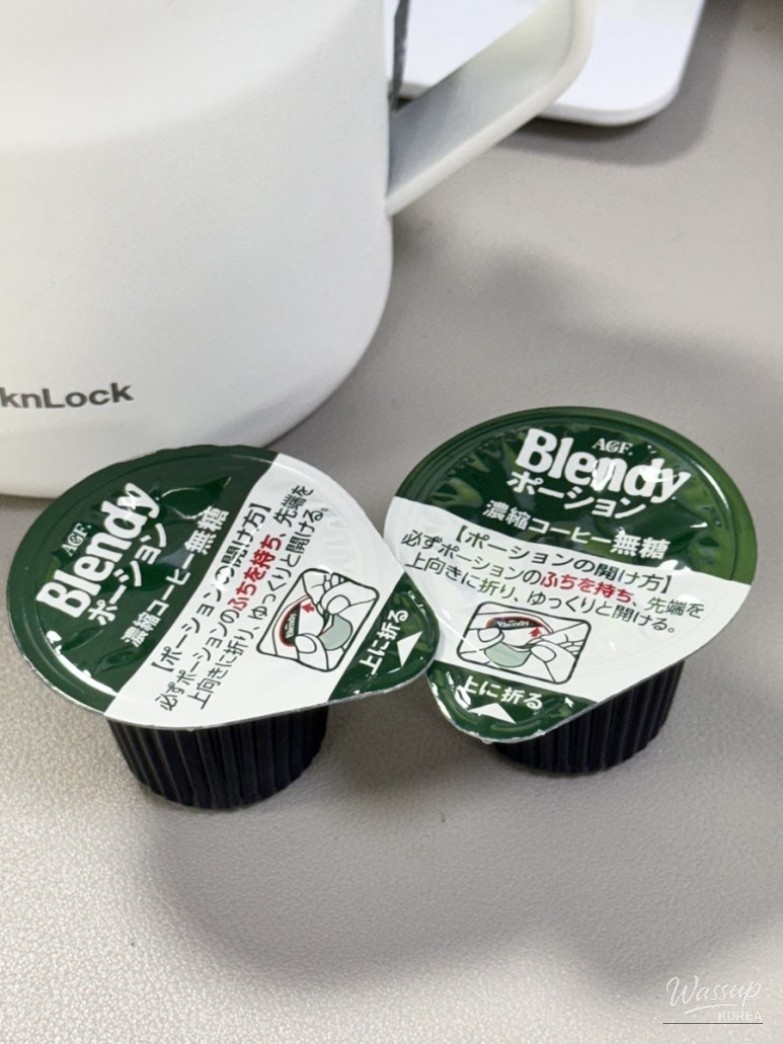 knLock
AGF
Blendy
ポーション
濃縮コーヒー無糖
【ポーションの開け方】
必ずポーションのふちを持ち、先端を
上向きに折り、ゆっくりと開ける。
上に折る
AGF
Blendy
ポーション
濃縮コーヒー無糖
【ポーションの開け方】
必ずポーションのふちを持ち、先端を
上向きに折り、ゆっくりと開ける。
上に折る
Wassup
KOREA